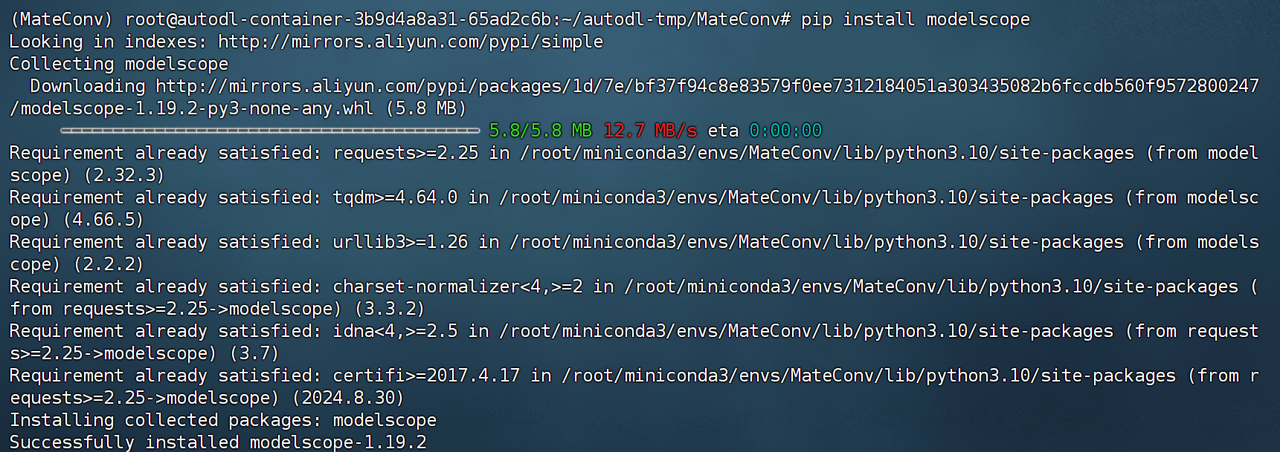 (MateConv) root@autodl-container-3b9d4a8a31-65ad2c6b:~/autodl-tmp/MateConv# pip install modelscope
Looking in indexes: http://mirrors.aliyun.com/pypi/simple
Collecting modelscope
  Downloading http://mirrors.aliyun.com/pypi/packages/1d/7e/bf37f94c8e83579f0ee7312184051a303435082b6fccdb560f9572800247
/modelscope-1.19.2-py3-none-any.whl (5.8 MB)
5.8/5.8 MB 12.7 MB/s eta 0:00:00
Requirement already satisfied: requests>=2.25 in /root/miniconda3/envs/MateConv/lib/python3.10/site-packages (from model
scope) (2.32.3)
Requirement already satisfied: tqdm>=4.64.0 in /root/miniconda3/envs/MateConv/lib/python3.10/site-packages (from modelsc
ope) (4.66.5)
Requirement already satisfied: urllib3>=1.26 in /root/miniconda3/envs/MateConv/lib/python3.10/site-packages (from models
cope) (2.2.2)
Requirement already satisfied: charset-normalizer<4,>=2 in /root/miniconda3/envs/MateConv/lib/python3.10/site-packages (
from requests>=2.25->modelscope) (3.3.2)
Requirement already satisfied: idna<4,>=2.5 in /root/miniconda3/envs/MateConv/lib/python3.10/site-packages (from request
s>=2.25->modelscope) (3.7)
Requirement already satisfied: certifi>=2017.4.17 in /root/miniconda3/envs/MateConv/lib/python3.10/site-packages (from r
equests>=2.25->modelscope) (2024.8.30)
Installing collected packages: modelscope
Successfully installed modelscope-1.19.2